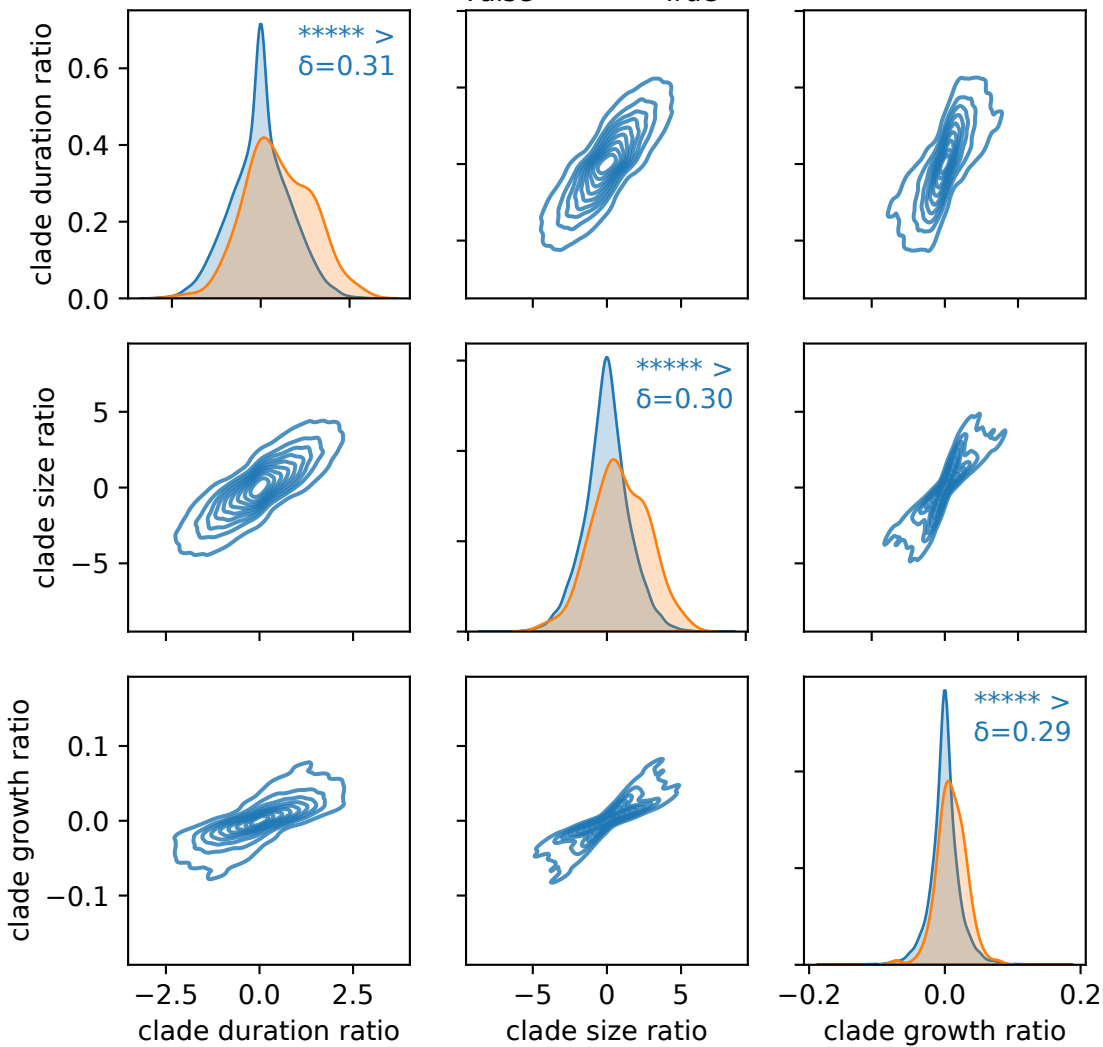 ***** >
δ=0.31
0.6
0.4
0.2
0.0
clade duration ratio
***** >
δ=0.30
5
0
−5
clade size ratio
***** >
δ=0.29
0.1
0.0
−0.1
clade growth ratio
−2.5 0.0 2.5
clade duration ratio
−5 0 5
clade size ratio
−0.2 0.0 0.2
clade growth ratio